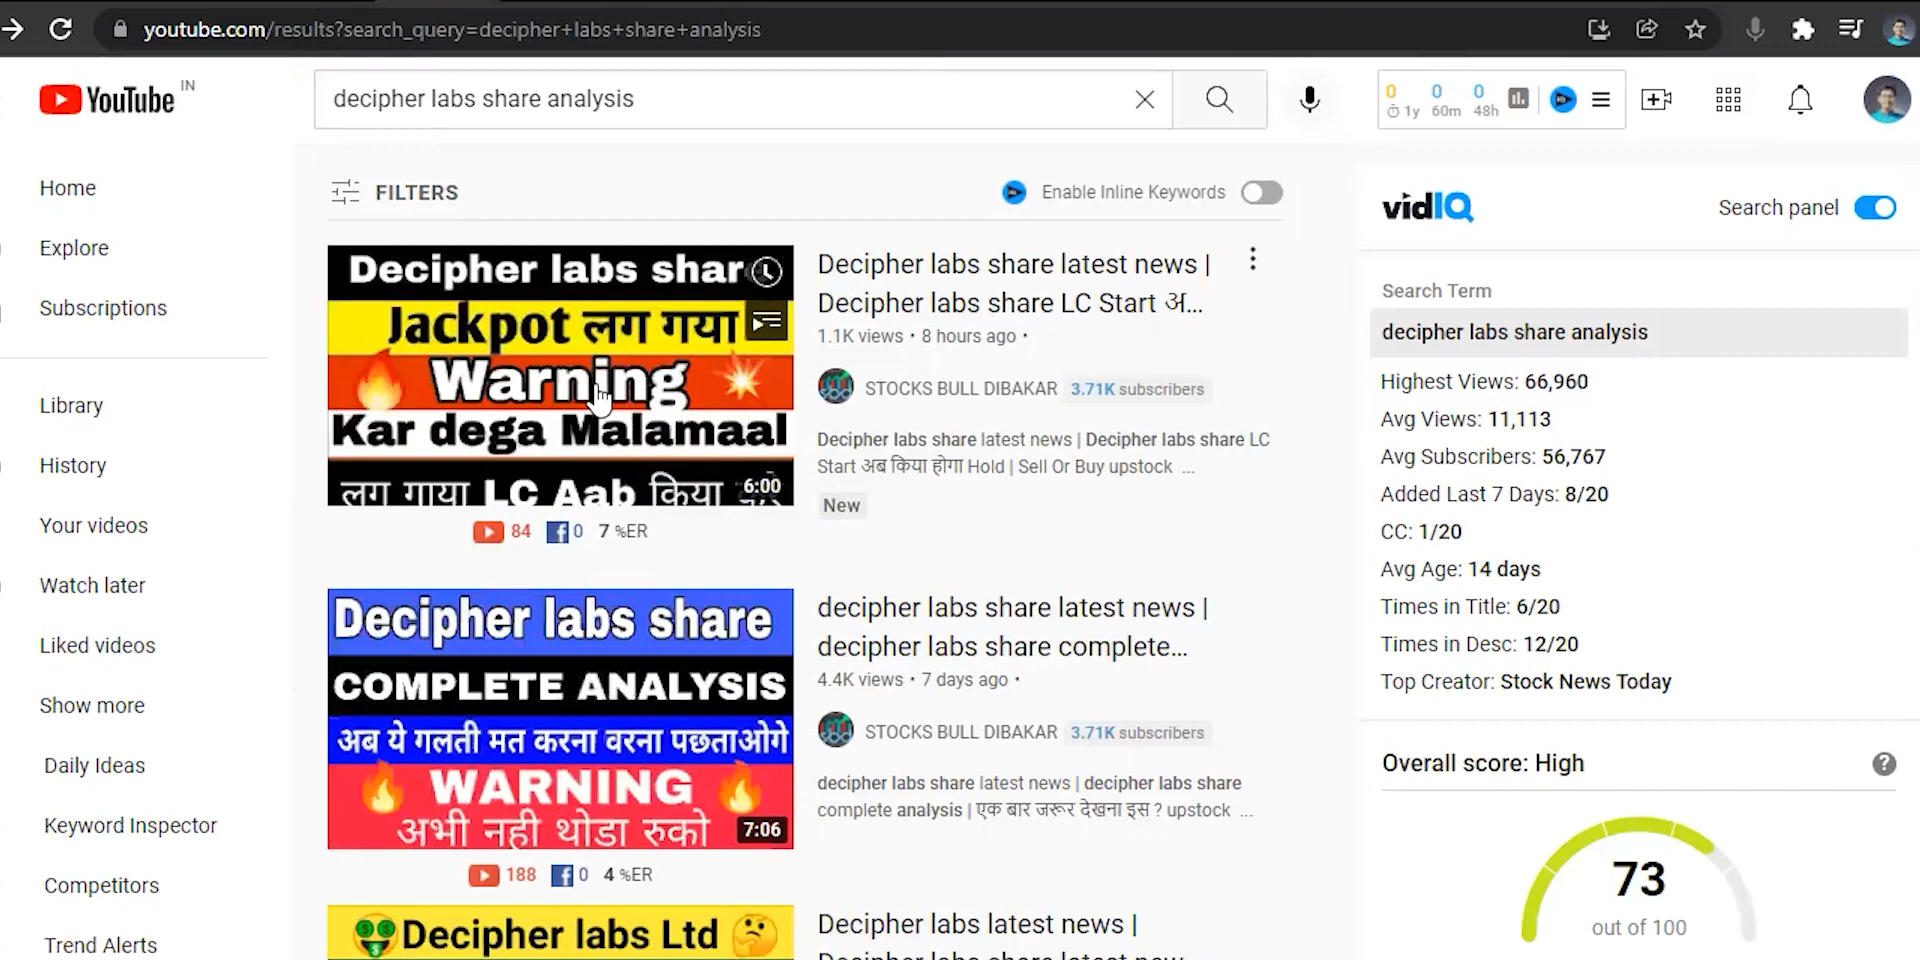 youtube.com/results?search_query=decipher+labs+share+analysis
YouTube IN
decipher labs share analysis
0 0 0
1y 60m 48h
Home
Explore
Subscriptions
Library
History
Your videos
Watch later
Liked videos
Show more
Daily Ideas
Keyword Inspector
Competitors
Trend Alerts
FILTERS
Enable Inline Keywords
Decipher labs shar
Jackpot लग गया
Warning
Kar dega Malamaal
लग गाया LC Aab किया
6:00
84 0 7 %ER
Decipher labs share latest news |
Decipher labs share LC Start अ...
1.1K views • 8 hours ago •
STOCKS BULL DIBAKAR 3.71K subscribers
Decipher labs share latest news | Decipher labs share LC
Start अब किया होगा Hold | Sell Or Buy upstock ...
New
Decipher labs share
COMPLETE ANALYSIS
अब ये गलती मत करना वरना पछताओगे
WARNING
अभी नही थोडा रुको
7:06
188 0 4 %ER
decipher labs share latest news |
decipher labs share complete...
4.4K views • 7 days ago •
STOCKS BULL DIBAKAR 3.71K subscribers
decipher labs share latest news | decipher labs share
complete analysis | एक बार जरूर देखना इस ? upstock ...
Decipher labs Ltd
Decipher labs latest news |
Decipher labs share latest new
vidIQ
Search panel
Search Term
decipher labs share analysis
Highest Views: 66,960
Avg Views: 11,113
Avg Subscribers: 56,767
Added Last 7 Days: 8/20
CC: 1/20
Avg Age: 14 days
Times in Title: 6/20
Times in Desc: 12/20
Top Creator: Stock News Today
Overall score: High
?
73
out of 100